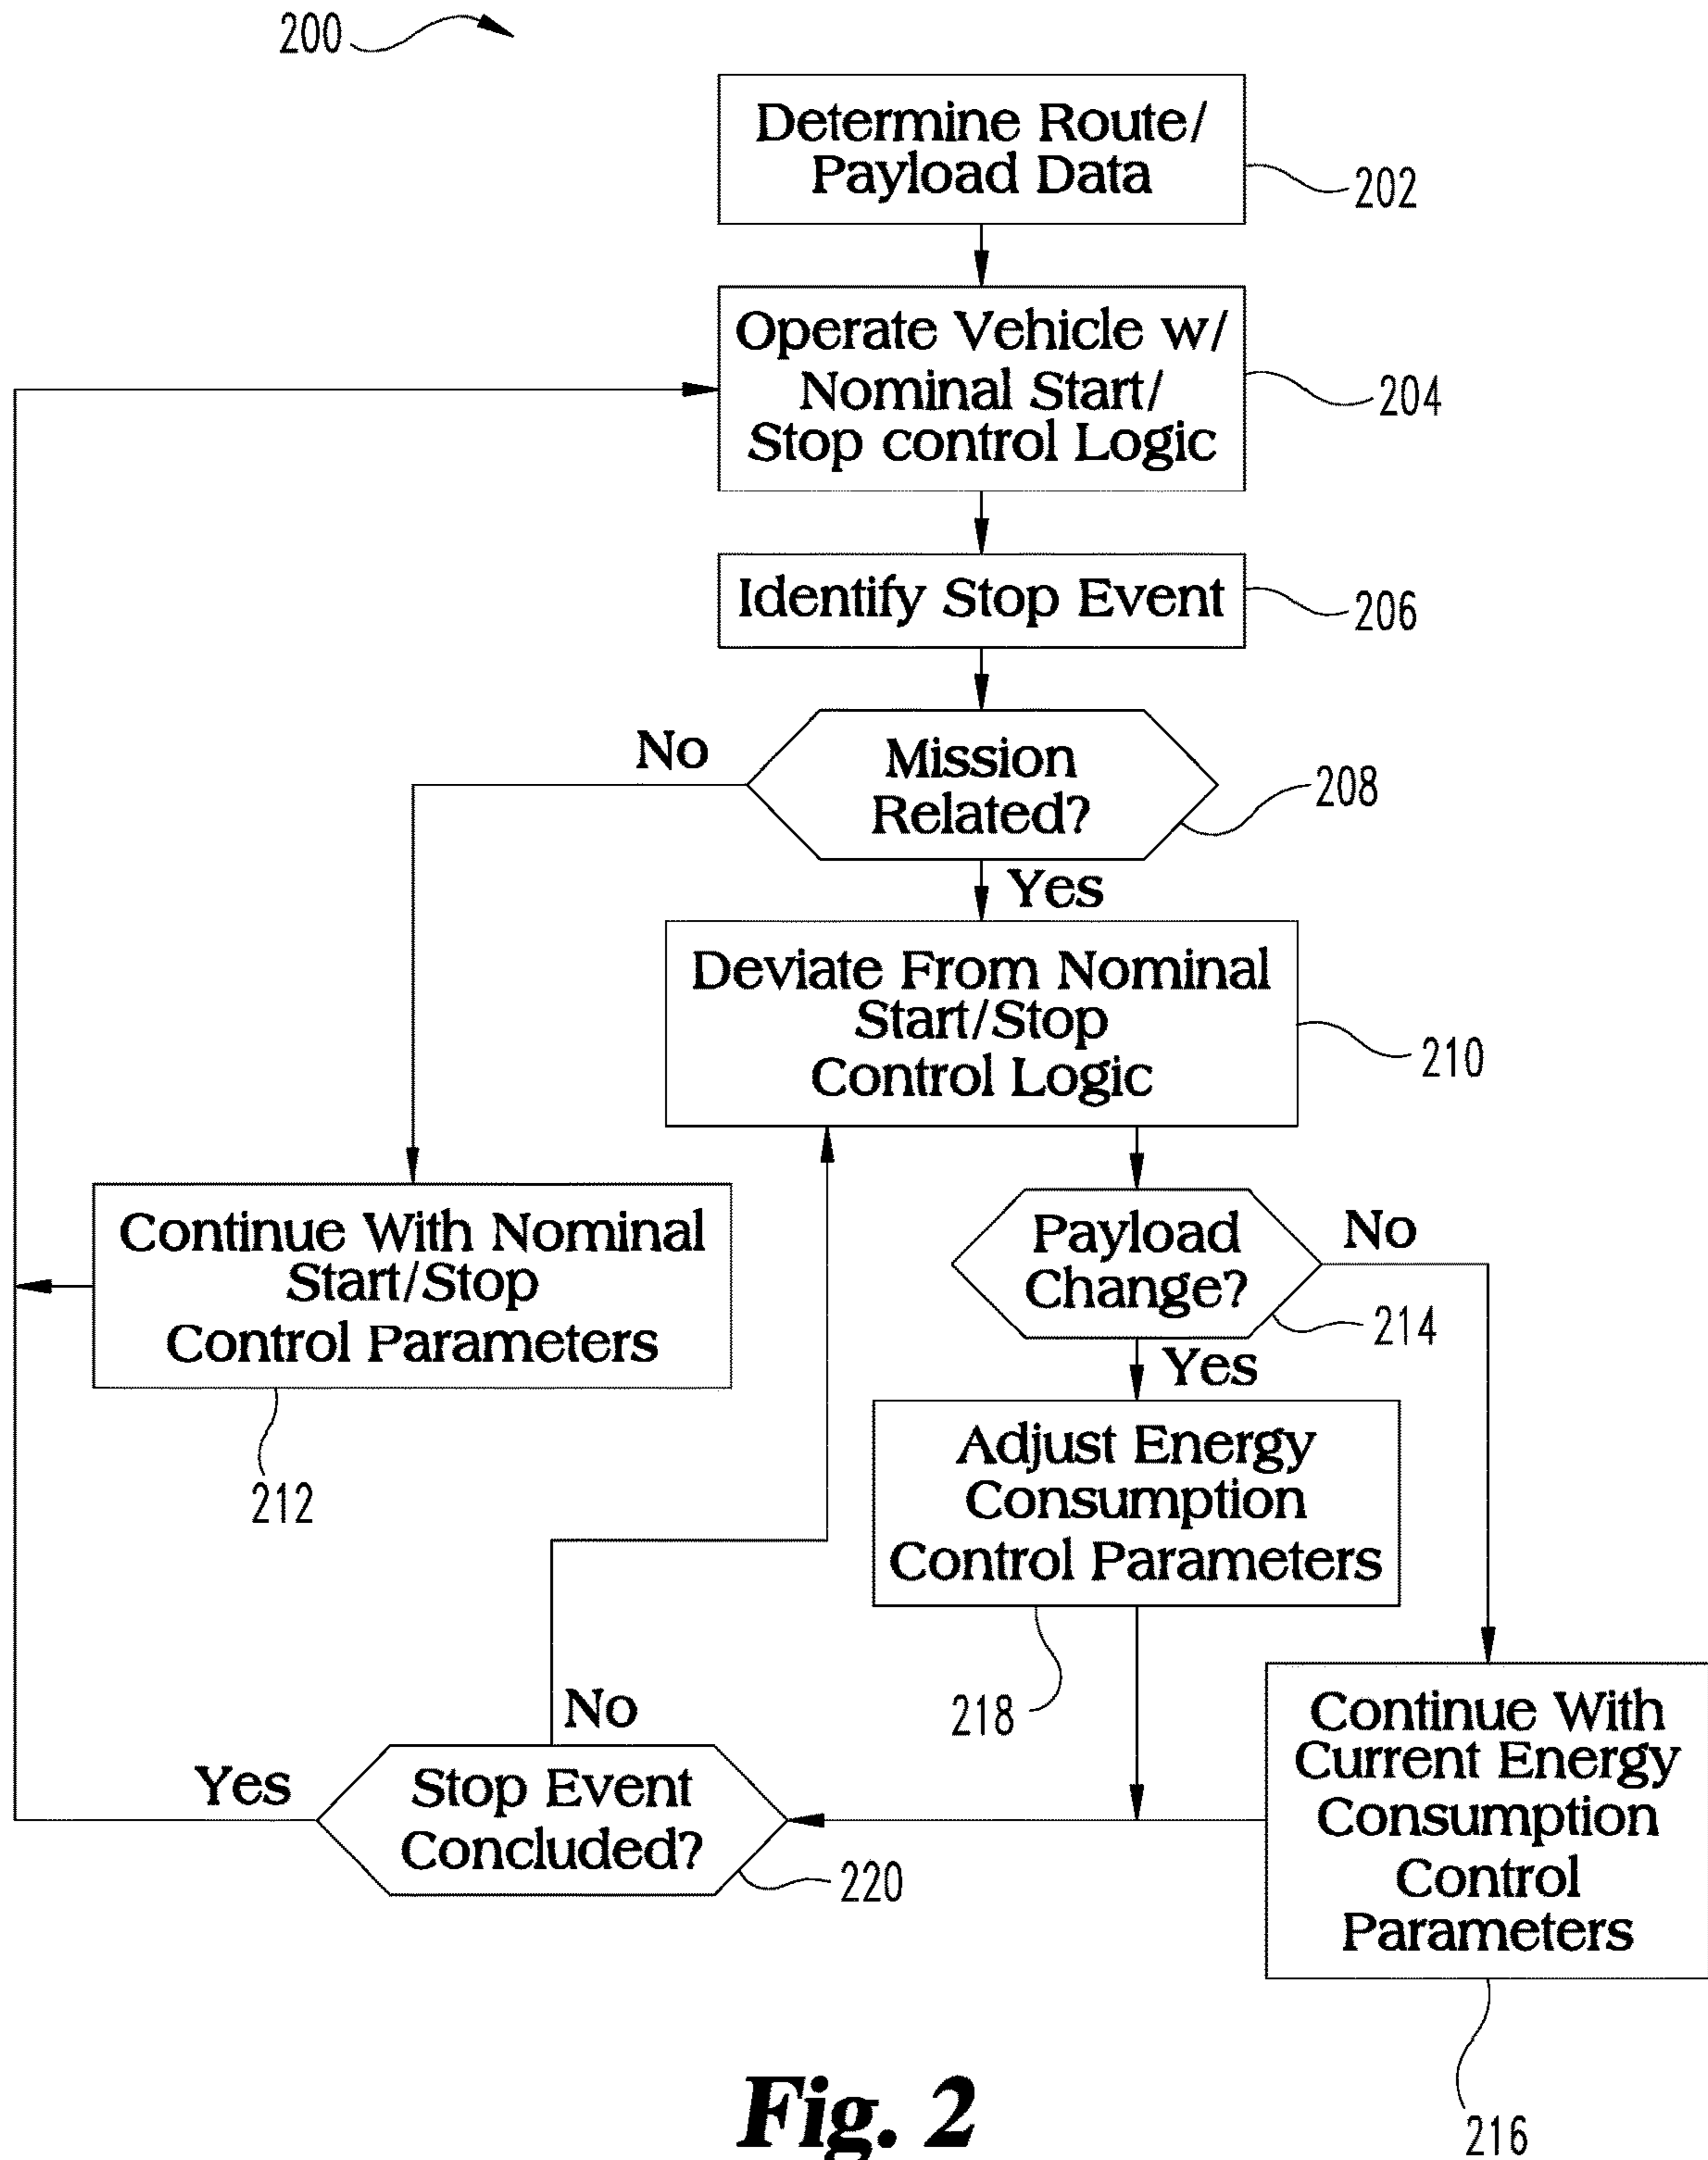 200
Determine Route/
Payload Data
202
Operate Vehicle w/
Nominal Start/
Stop control Logic
204
Identify Stop Event
206
No
Mission
Related?
208
Yes
Deviate From Nominal
Start/Stop
Control Logic
210
Continue With Nominal
Start/Stop
Control Parameters
212
Payload
Change?
No
214
Yes
Adjust Energy
Consumption
Control Parameters
218
Continue With
Current Energy
Consumption
Control
Parameters
216
No
Yes
Stop Event
Concluded?
220
Fig. 2